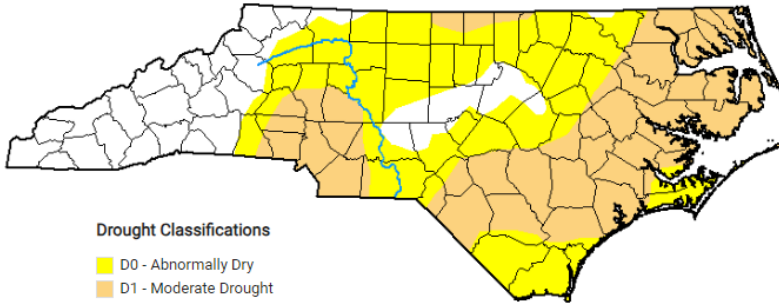 Drought Classifications
D0 - Abnormally Dry
D1 - Moderate Drought